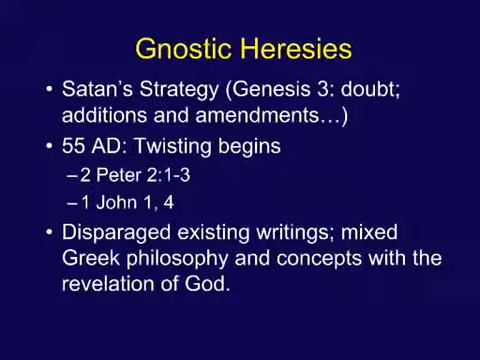 Gnostic Heresies
• Satan's Strategy (Genesis 3: doubt;
additions and amendments…)
• 55 AD: Twisting begins
–2 Peter 2:1-3
–1 John 1, 4
• Disparaged existing writings; mixed
Greek philosophy and concepts with the
revelation of God.